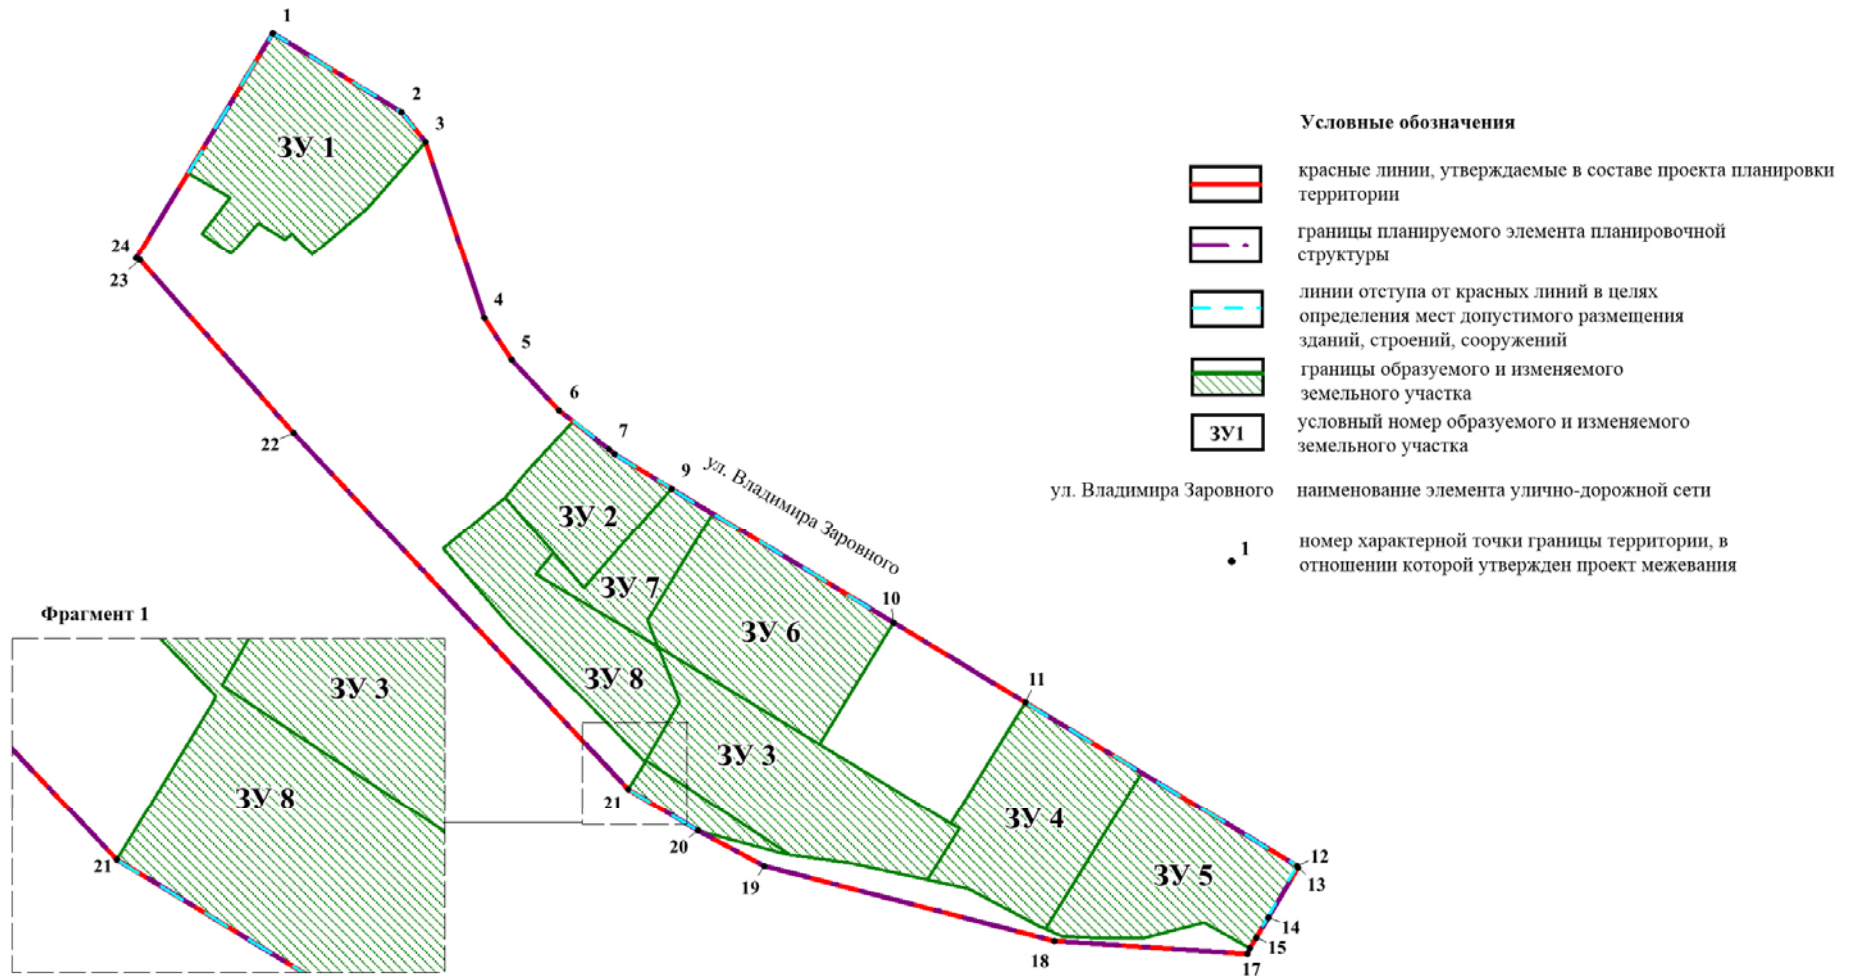 1
2
3
ЗУ 1
24
23
4
5
6
7
22
9
ул. Владимира Заровного
ЗУ 2
ЗУ 7
10
ЗУ 6
ЗУ 8
11
ЗУ 3
21
20
19
ЗУ 4
ЗУ 5
12
13
14
15
17
18
Фрагмент 1
ЗУ 3
ЗУ 8
21
Условные обозначения
красные линии, утверждаемые в составе проекта планировки
территории
границы планируемого элемента планировочной
структуры
линии отступа от красных линий в целях
определения мест допустимого размещения
зданий, строений, сооружений
границы образуемого и изменяемого
земельного участка
ЗУ1
условный номер образуемого и изменяемого
земельного участка
ул. Владимира Заровного наименование элемента улично-дорожной сети
1
номер характерной точки границы территории, в
отношении которой утвержден проект межевания